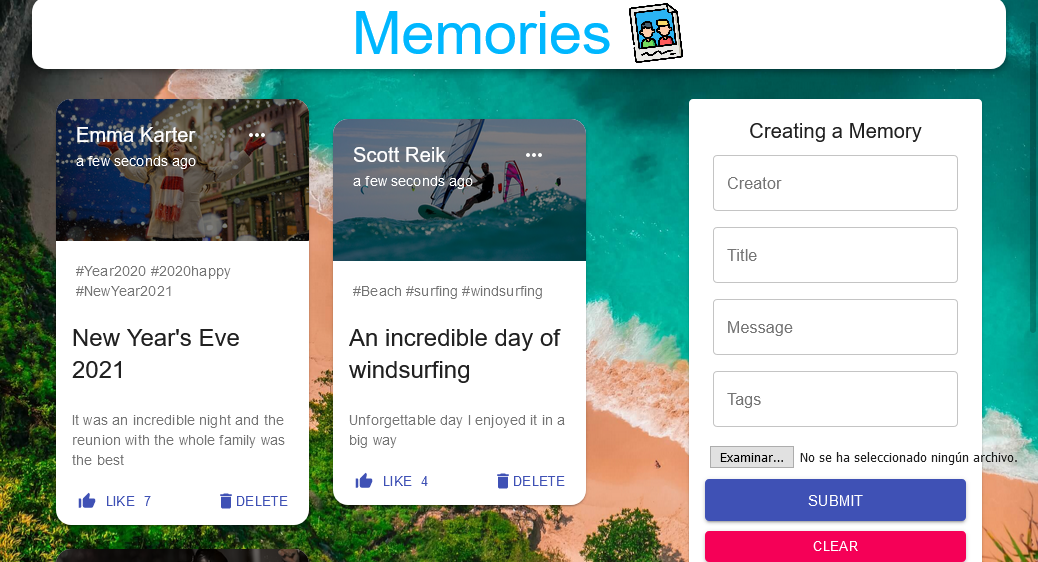 Memories
Emma Karter
a few seconds ago
#Year2020 #2020happy
#NewYear2021
New Year's Eve
2021
It was an incredible night and the
reunion with the whole family was
the best
LIKE 7
DELETE
Scott Reik
a few seconds ago
#Beach #surfing #windsurfing
An incredible day of
windsurfing
Unforgettable day I enjoyed it in a
big way
LIKE 4
DELETE
Creating a Memory
Creator
Title
Message
Tags
Examinar... No se ha seleccionado ningún archivo.
SUBMIT
CLEAR